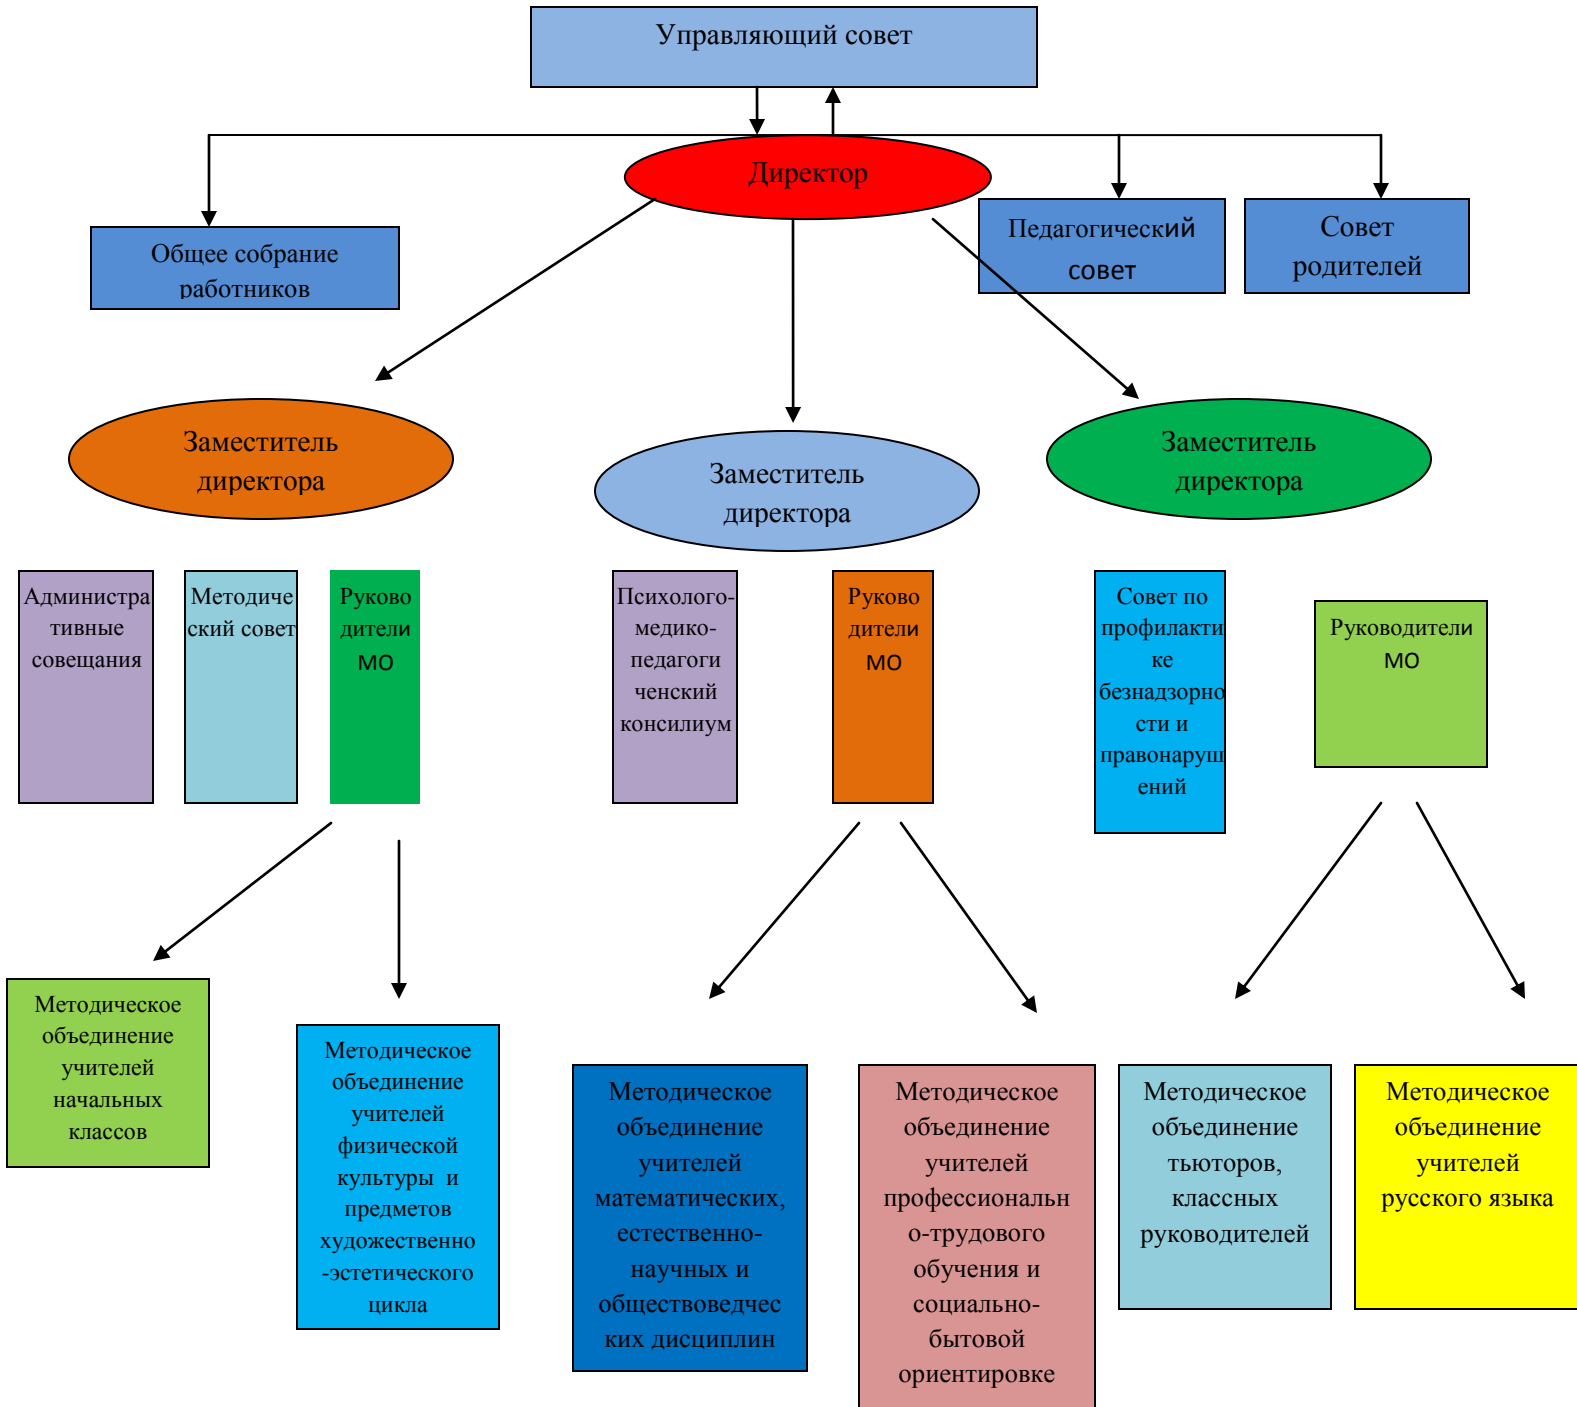 Управляющий совет
Директор
Общее собрание
работников
Педагогический
совет
Совет
родителей
Заместитель
директора
Заместитель
директора
Заместитель
директора
Администра
тивные
совещания
Методиче
ский совет
Руково
дители
МО
Психолого-
медико-
педагоги
ченский
консилиум
Руково
дители
МО
Совет по
профилакти
ке
безнадзорно
сти и
правонаруш
ений
Руководители
МО
Методическое
объединение
учителей
начальных
классов
Методическое
объединение
учителей
физической
культуры и
предметов
художественно
-эстетического
цикла
Методическое
объединение
учителей
математических,
естественно-
научных и
обществоведчес
ких дисциплин
Методическое
объединение
учителей
профессиональн
о-трудового
обучения и
социально-
бытовой
ориентировке
Методическое
объединение
тьюторов,
классных
руководителей
Методическое
объединение
учителей
русского языка